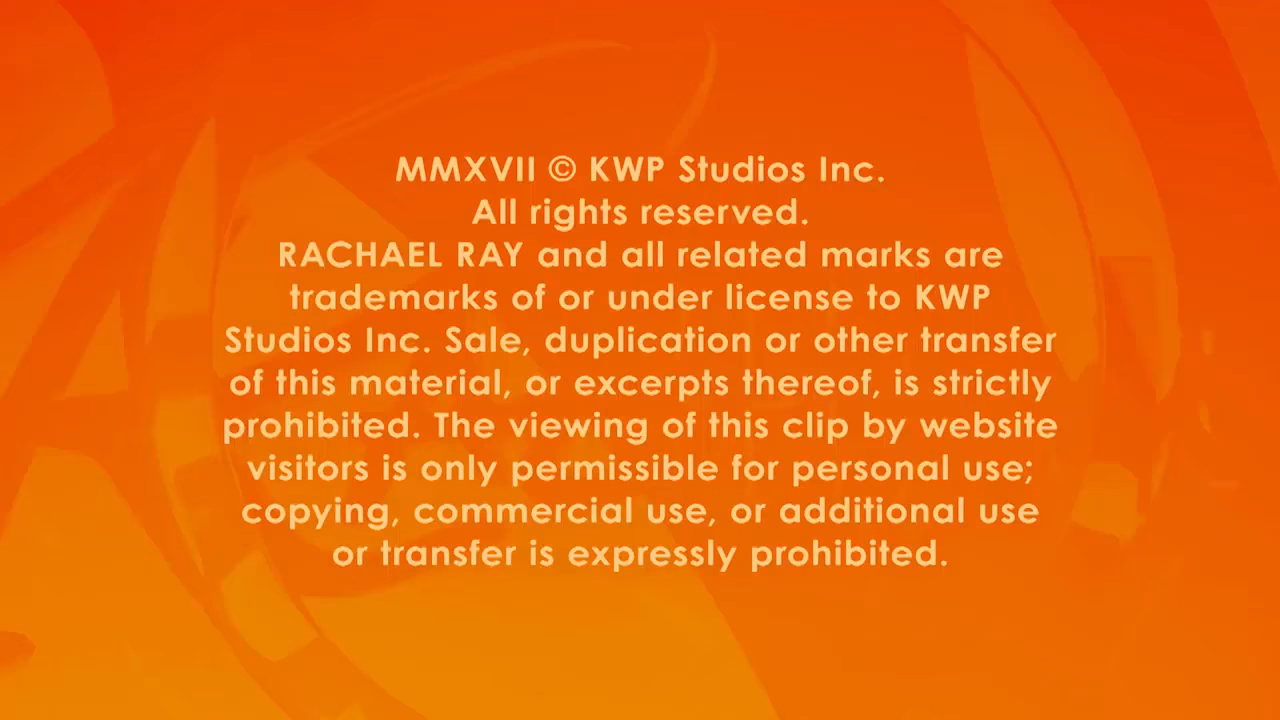 MMXVII © KWP Studios Inc.
All rights reserved.
RACHAEL RAY and all related marks are
trademarks of or under license to KWP
Studios Inc. Sale, duplication or other transfer
of this material, or excerpts thereof, is strictly
prohibited. The viewing of this clip by website
visitors is only permissible for personal use;
copying, commercial use, or additional use
or transfer is expressly prohibited.